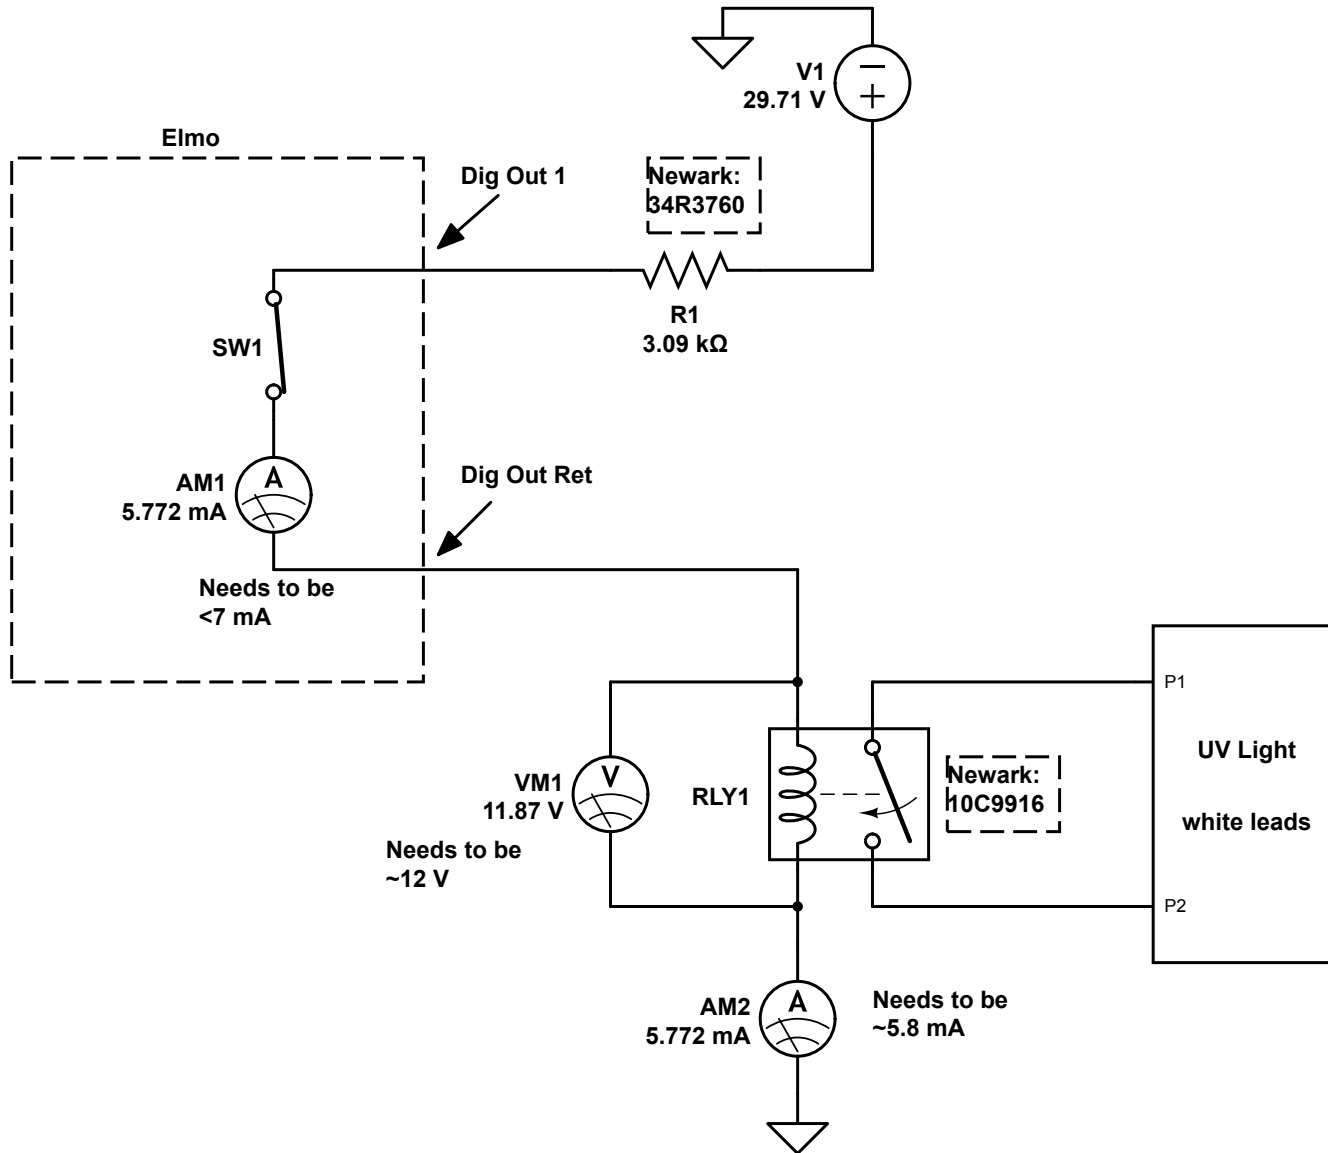 V1
29.71 V
Elmo
Dig Out 1
Newark:
34R3760
R1
3.09 kΩ
SW1
A
AM1
5.772 mA
Dig Out Ret
Needs to be
<7 mA
P1
UV Light
white leads
P2
V
VM1
11.87 V
RLY1
Newark:
10C9916
Needs to be
~12 V
A
AM2
5.772 mA
Needs to be
~5.8 mA